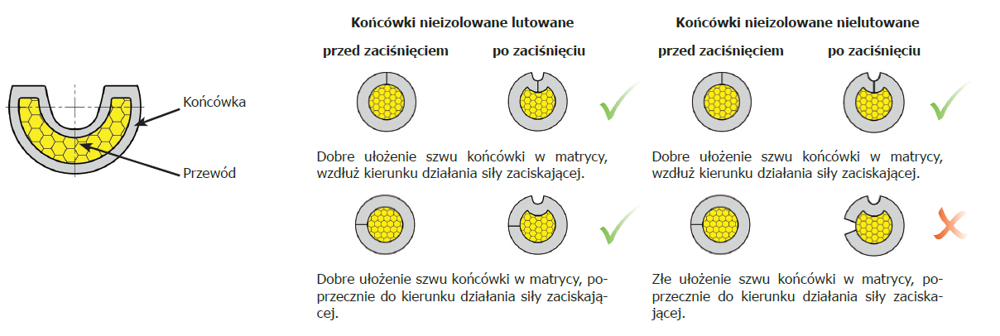 Końcówka
Przewód
Końcówki nieizolowane lutowane
przed zaciśnięciem
po zaciśnięciu
Dobre ułożenie szwu końcówki w matrycy,
wzdłuż kierunku działania siły zaciskającej.
Dobre ułożenie szwu końcówki w matrycy, po-
przecznie do kierunku działania siły zaciskają-
cej.
Końcówki nieizolowane nielutowane
przed zaciśnięciem
po zaciśnięciu
Dobre ułożenie szwu końcówki w matrycy,
wzdłuż kierunku działania siły zaciskającej.
Złe ułożenie szwu końcówki w matrycy, po-
przecznie do kierunku działania siły zaciska-
jącej.